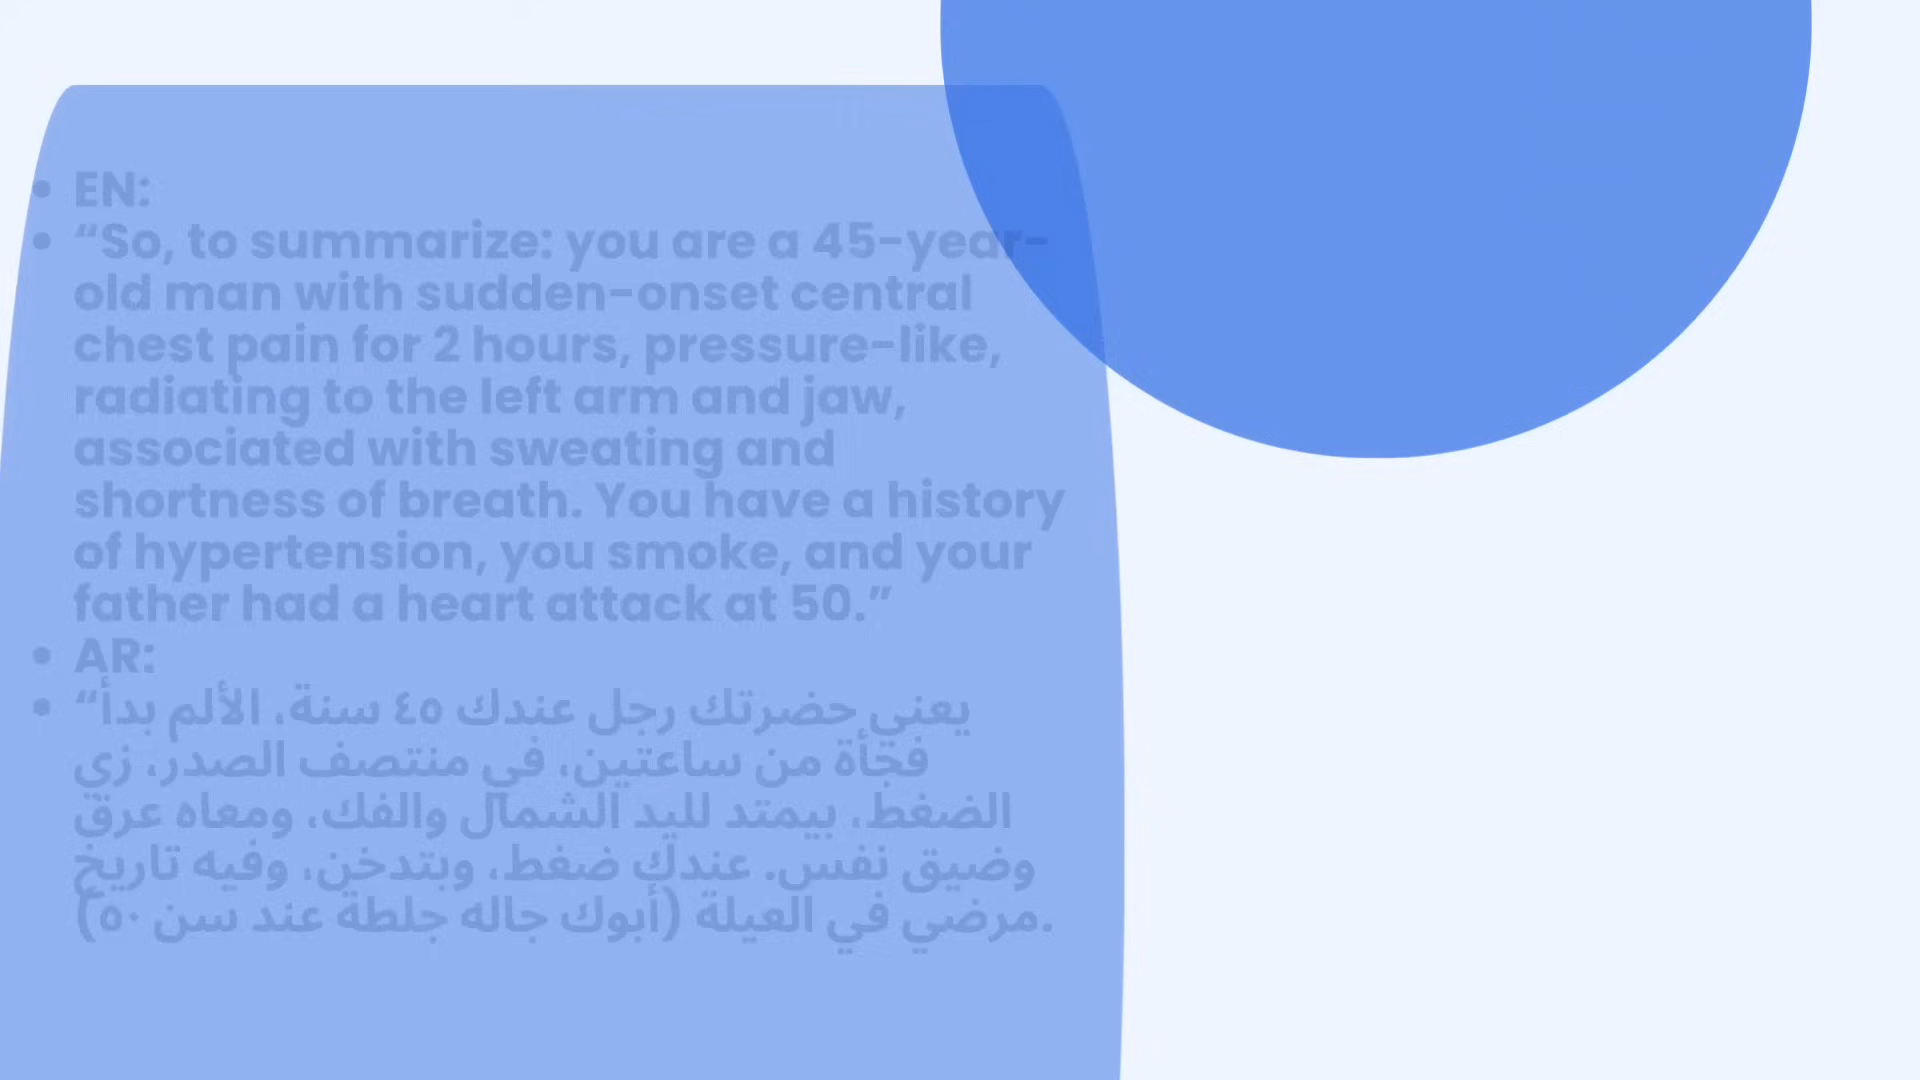 EN:
“So, to summarize: you are a 45-year-
old man with sudden-onset central
chest pain for 2 hours, pressure-like,
radiating to the left arm and jaw,
associated with sweating and
shortness of breath. You have a history
of hypertension, you smoke, and your
father had a heart attack at 50.”
AR:
“يعني حضرتك رجل عندك ٤٥ سنة، الألم بدأ
فجأة من ساعتين، في منتصف الصدر، زي
الضغط، بيمتد لليد الشمال والفك، ومعاه عرق
وضيق نفس. عندك ضغط، وبتدخن، وفيه تاريخ
مرضي في العيلة (أبوك جاله جلطة عند سن ٥٠).